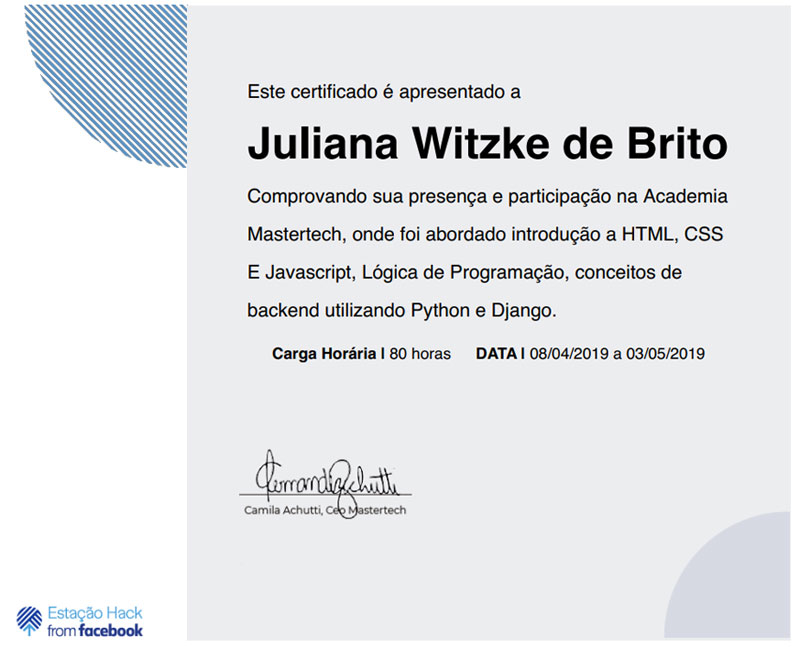 Este certificado é apresentado a
Juliana Witzke de Brito
Comprovando sua presença e participação na Academia
Mastertech, onde foi abordado introdução a HTML, CSS
E Javascript, Lógica de Programação, conceitos de
backend utilizando Python e Django.
Carga Horária | 80 horas DATA | 08/04/2019 a 03/05/2019
Camila Achutti, Ceo Mastertech
Estação Hack
from facebook